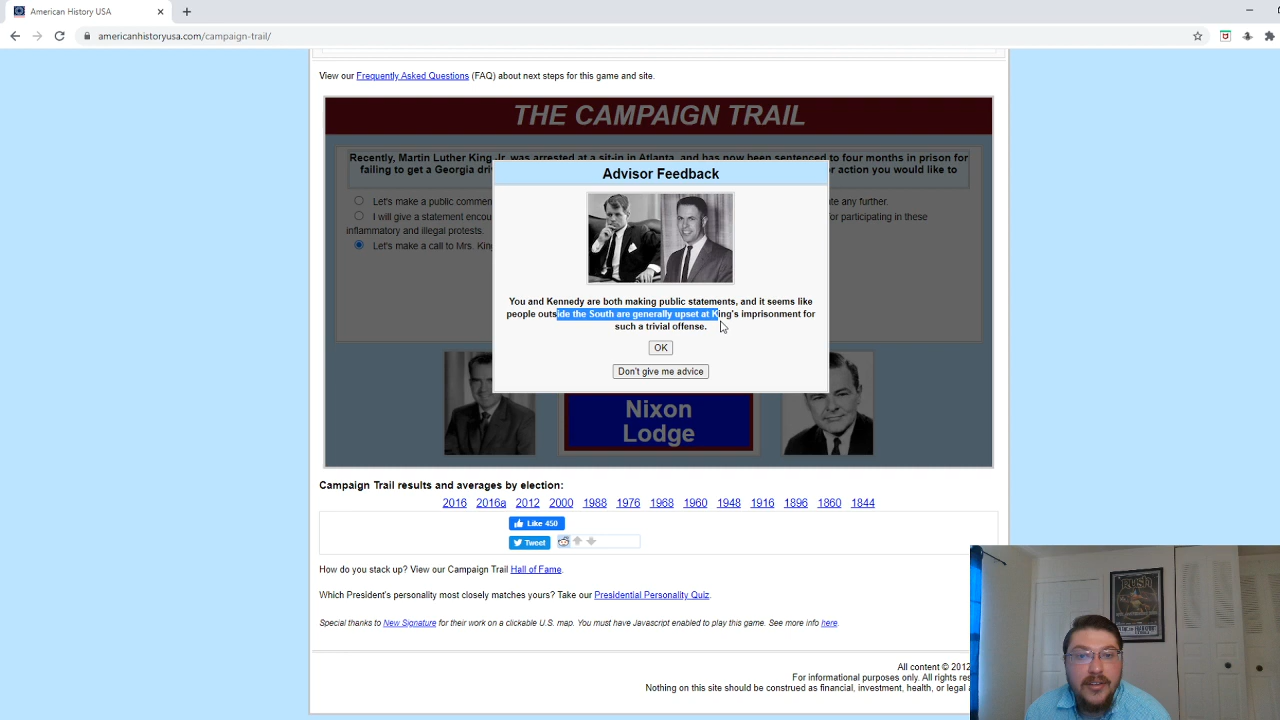 American History USA
americanhistoryusa.com/campaign-trail/
View our Frequently Asked Questions (FAQ) about next steps for this game and site.
THE CAMPAIGN TRAIL
Recently, Martin Luther King Jr. was arrested at a sit-in in Atlanta, and has now been sentenced to four months in prison for
failing to get a Georgia dri or action you would like to
Let's make a public commen ate any further.
I will give a statement encou for participating in these
inflammatory and illegal protests.
Let's make a call to Mrs. King
Advisor Feedback
You and Kennedy are both making public statements, and it seems like
people outside the South are generally upset at King's imprisonment for
such a trivial offense.
OK
Don't give me advice
Nixon
Lodge
Campaign Trail results and averages by election:
2016 2016a 2012 2000 1988 1976 1968 1960 1948 1916 1896 1860 1844
Like 450
Tweet
How do you stack up? View our Campaign Trail Hall of Fame.
Which President's personality most closely matches yours? Take our Presidential Personality Quiz.
Special thanks to New Signature for their work on a clickable U.S. map. You must have Javascript enabled to play this game. See more info here.
All content © 2012
For informational purposes only. All rights re
Nothing on this site should be construed as financial, investment, health, or legal